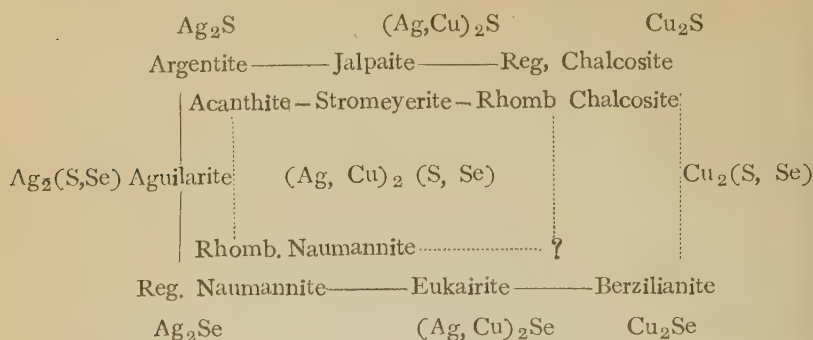 Ag₂S (Ag,Cu)₂S Cu₂S
Argentite—Jalpaite—Reg, Chalcosite
Acanthite – Stromeyerite – Rhomb Chalcosite
Ag₂(S,Se) Aguilarite (Ag, Cu)₂ (S, Se) Cu₂(S, Se)
Rhomb. Naumannite ........................ ?
Reg. Naumannite—Eukairite—Berzilianite
Ag₂Se (Ag, Cu)₂Se Cu₂Se